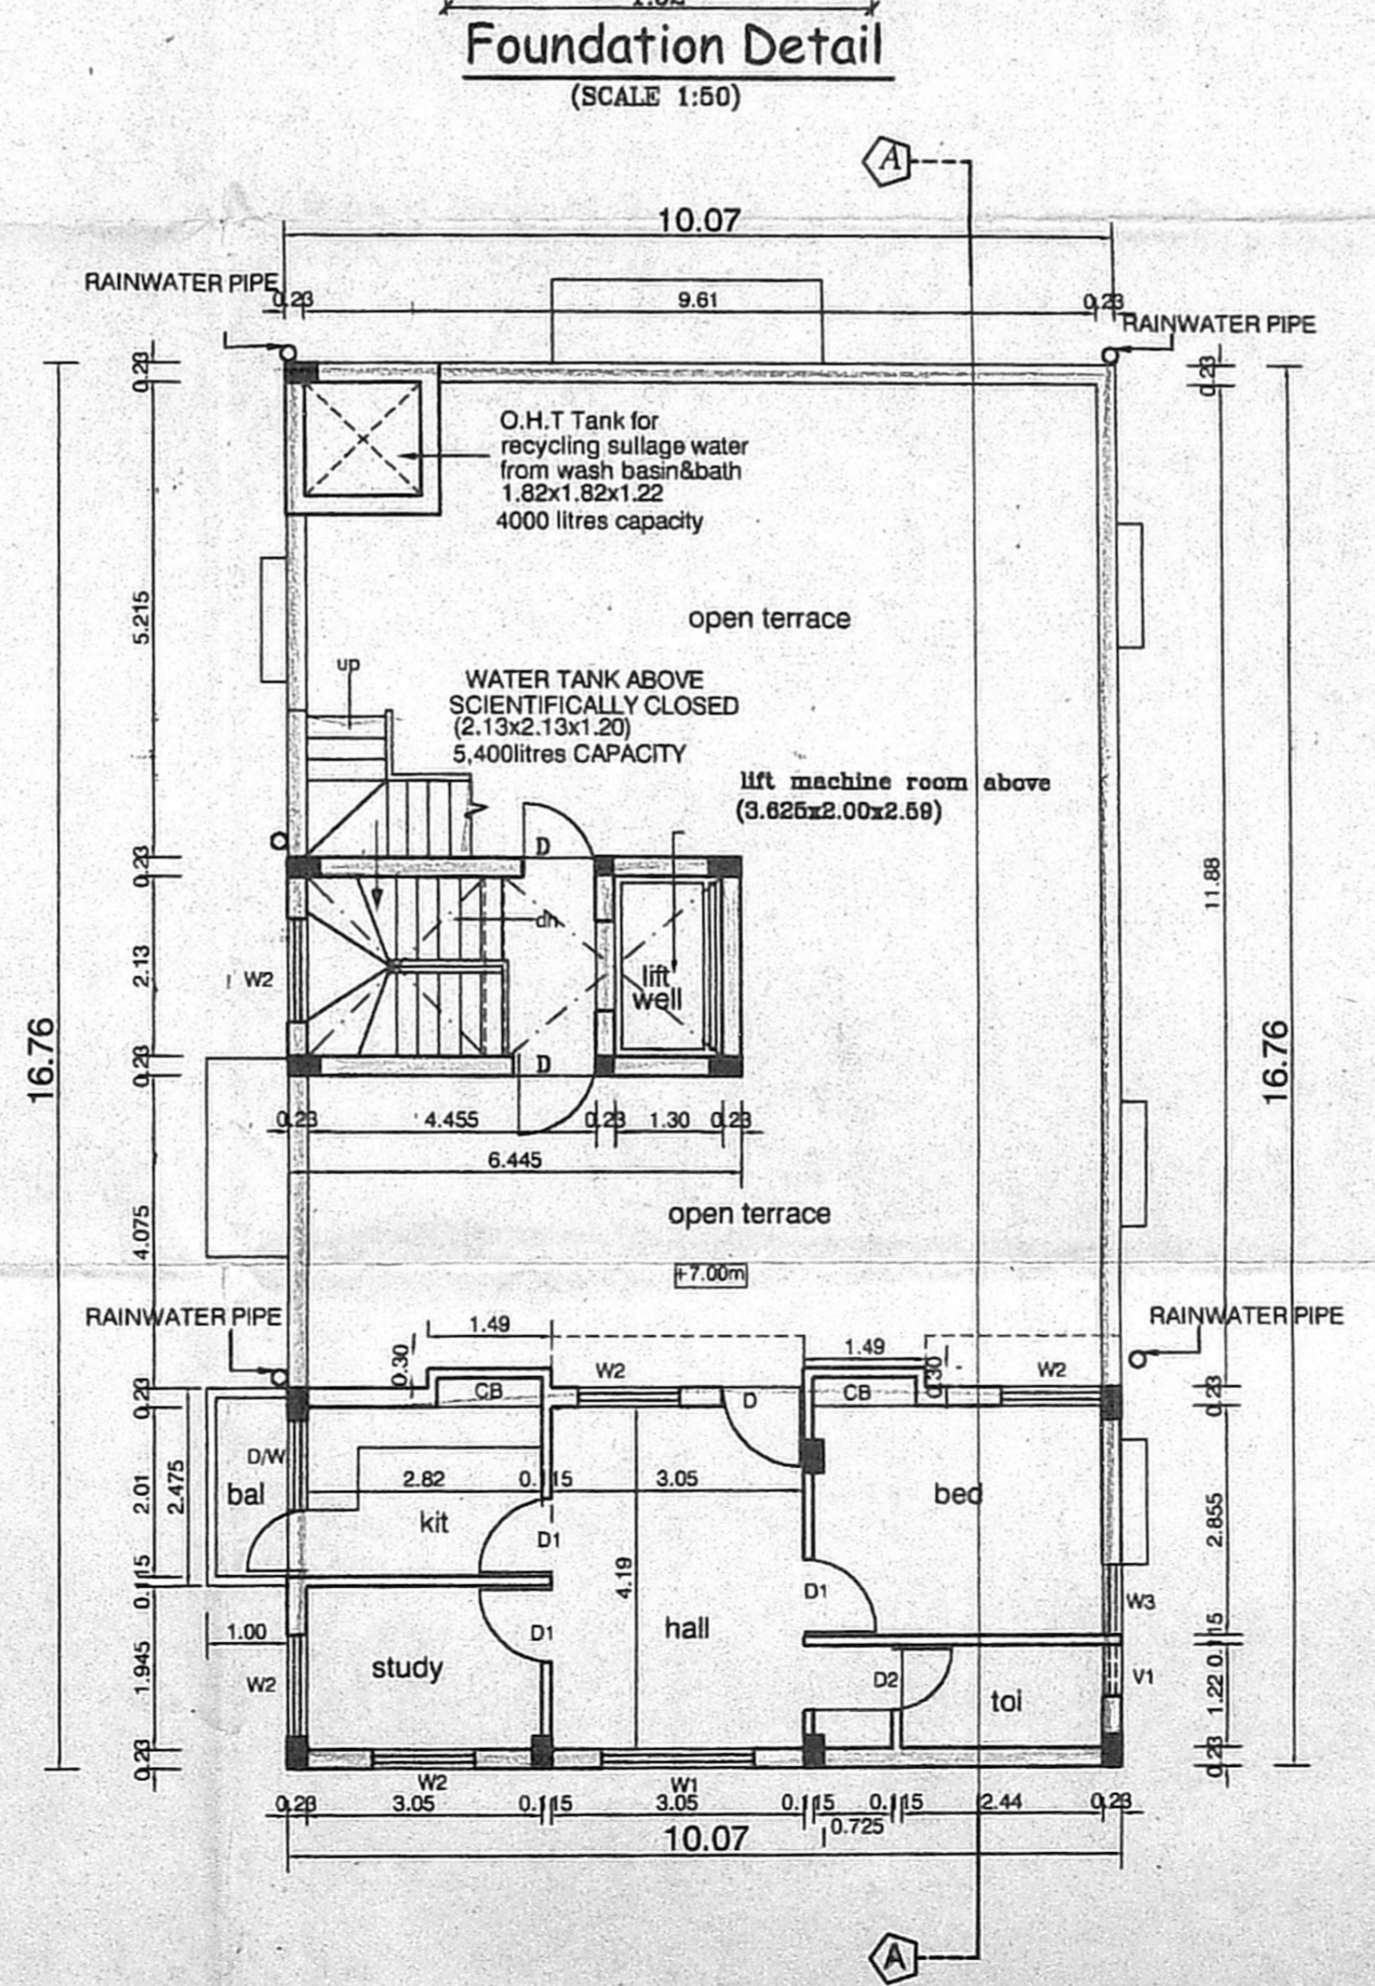 Foundation Detail
(SCALE 1:50)
A
10.07
RAINWATER PIPE
0.23
9.61
0.23
RAINWATER PIPE
0.23
0.23
O.H.T Tank for
recycling sullage water
from wash basin&bath
1.82x1.82x1.22
4000 litres capacity
5.215
open terrace
up
WATER TANK ABOVE
SCIENTIFICALLY CLOSED
(2.13x2.13x1.20)
5,400litres CAPACITY
lift machine room above
(3.625x2.00x2.59)
D
0.23
11.88
dn
2.13
W2
lift
well
16.76
16.76
0.23
D
0.23
4.455
0.23
1.30
0.23
6.445
4.075
open terrace
+7.00m
RAINWATER PIPE
RAINWATER PIPE
1.49
1.49
0.30
0.30
W2
W2
0.23
CB
D
CB
0.23
D/W
2.82
0.115
3.05
bal
2.01
2.475
bed
kit
D1
2.855
4.19
0.115
D1
W3
1.00
D1
hall
0.115
study
1.945
W2
D2
V1
toi
1.22
0.23
0.23
W2
W1
0.23
3.05
0.115
3.05
0.115
0.115
2.44
0.23
0.725
10.07
A